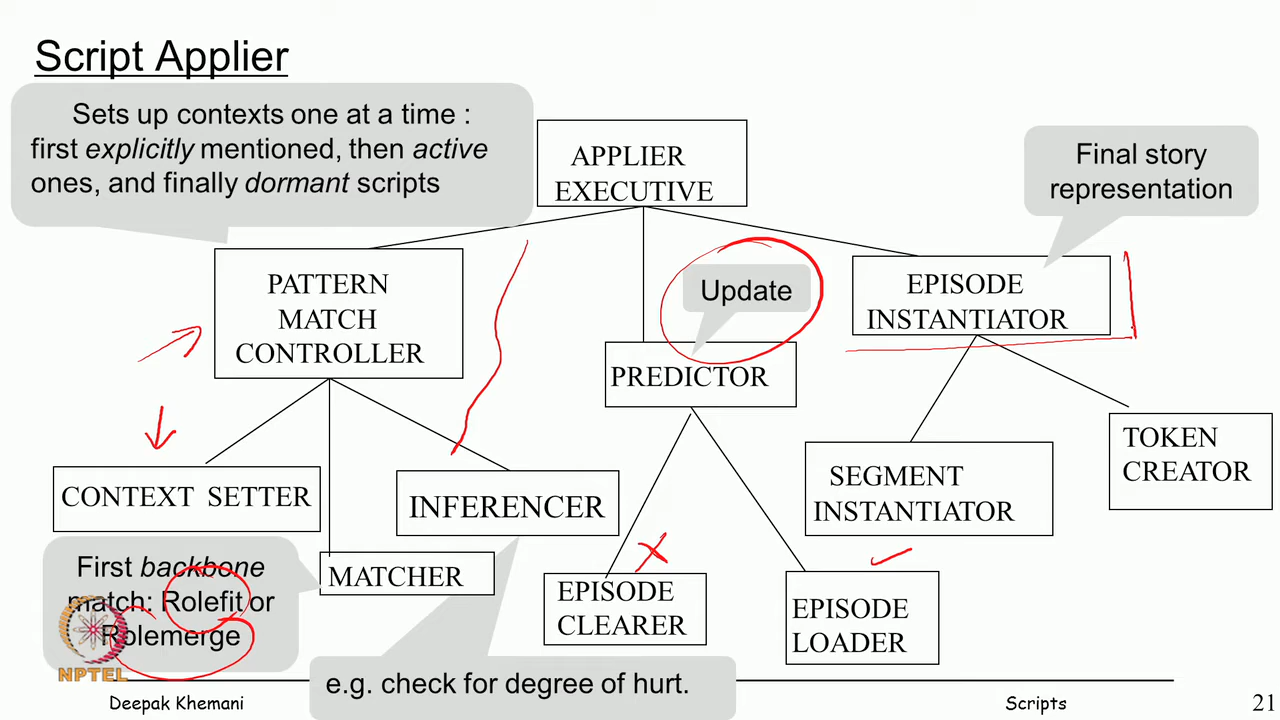 Script Applier
Sets up contexts one at a time :
first explicitly mentioned, then active
ones, and finally dormant scripts
APPLIER
EXECUTIVE
Final story
representation
PATTERN
MATCH
CONTROLLER
Update
EPISODE
INSTANTIATOR
PREDICTOR
CONTEXT SETTER
INFERENCER
SEGMENT
INSTANTIATOR
TOKEN
CREATOR
First backbone
match: Rolefit or
Rolemerge
MATCHER
EPISODE
CLEARER
EPISODE
LOADER
NPTEL
e.g. check for degree of hurt.
Deepak Khemani
Scripts
21